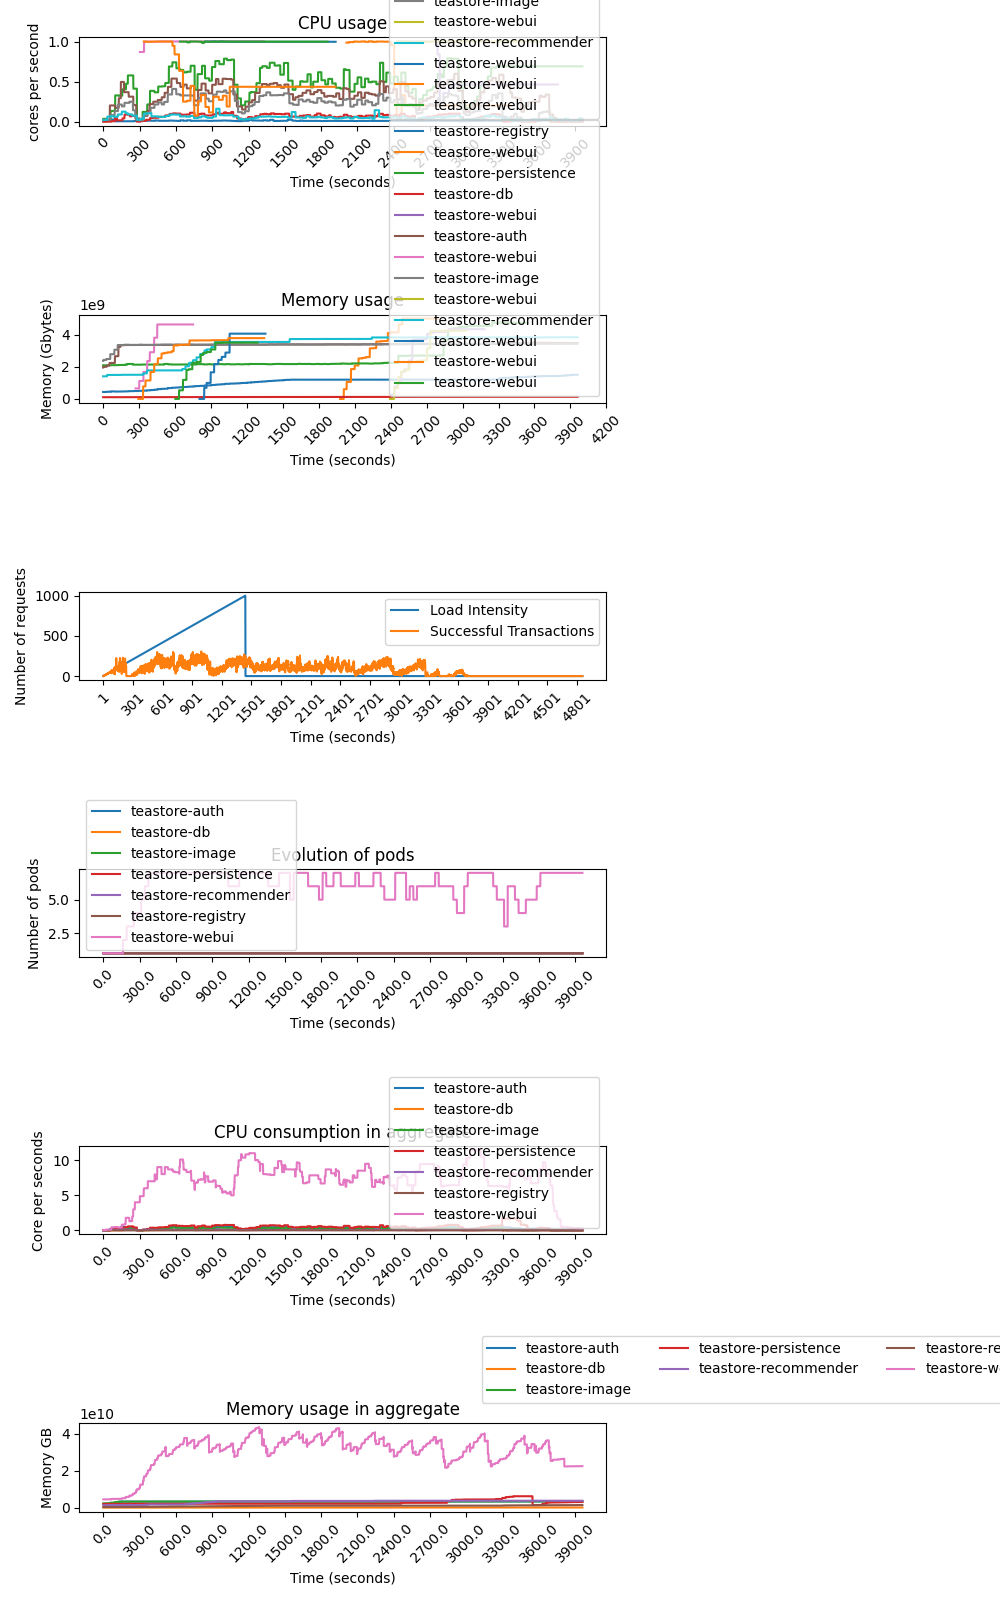 teastore-image
CPU usage
teastore-webui
teastore-recommender
teastore-webui
teastore-webui
teastore-webui
teastore-registry
teastore-webui
teastore-persistence
teastore-db
teastore-webui
teastore-auth
teastore-webui
teastore-image
teastore-webui
teastore-recommender
teastore-webui
teastore-webui
teastore-webui
cores per second
1.0
0.5
0.0
0 300 600 900 1200 1500 1800 2100 2400 2700 3000 3300 3600 3900
Time (seconds)
Memory usage
1e9
Memory (Gbytes)
4
2
0
0 300 600 900 1200 1500 1800 2100 2400 2700 3000 3300 3600 3900 4200
Time (seconds)
Number of requests
1000
500
0
Load Intensity
Successful Transactions
1 301 601 901 1201 1501 1801 2101 2401 2701 3001 3301 3601 3901 4201 4501 4801
Time (seconds)
teastore-auth
teastore-db
teastore-image
teastore-persistence
teastore-recommender
teastore-registry
teastore-webui
Evolution of pods
Number of pods
5.0
2.5
0.0 300.0 600.0 900.0 1200.0 1500.0 1800.0 2100.0 2400.0 2700.0 3000.0 3300.0 3600.0 3900.0
Time (seconds)
teastore-auth
teastore-db
teastore-image
teastore-persistence
teastore-recommender
teastore-registry
teastore-webui
CPU consumption in aggregate
Core per seconds
10
5
0
0.0 300.0 600.0 900.0 1200.0 1500.0 1800.0 2100.0 2400.0 2700.0 3000.0 3300.0 3600.0 3900.0
Time (seconds)
teastore-auth teastore-persistence teastore-re
teastore-db teastore-recommender teastore-w
teastore-image
Memory usage in aggregate
1e10
Memory GB
4
2
0
0.0 300.0 600.0 900.0 1200.0 1500.0 1800.0 2100.0 2400.0 2700.0 3000.0 3300.0 3600.0 3900.0
Time (seconds)